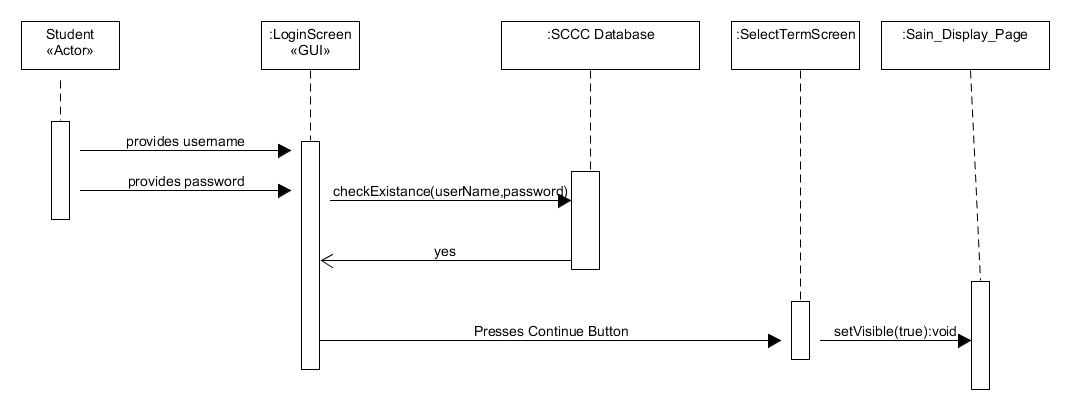 Student
«Actor»
:LoginScreen
«GUI»
:SCCC Database
:SelectTermScreen
:Sain_Display_Page
provides username
provides password
checkExistance(userName,password)
yes
Presses Continue Button
setVisible(true):void